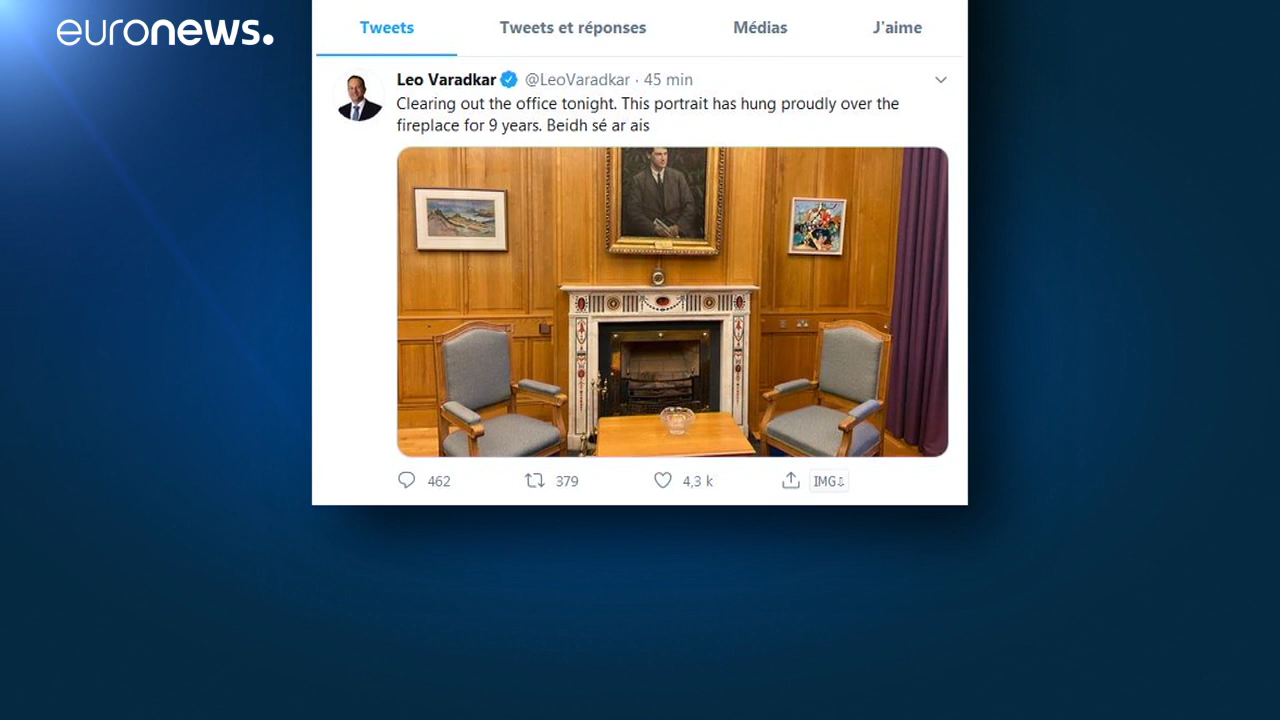 euronews.
Tweets Tweets et réponses Médias J'aime
Leo Varadkar @LeoVaradkar · 45 min
Clearing out the office tonight. This portrait has hung proudly over the
fireplace for 9 years. Beidh sé ar ais
462 379 4,3 k IMG